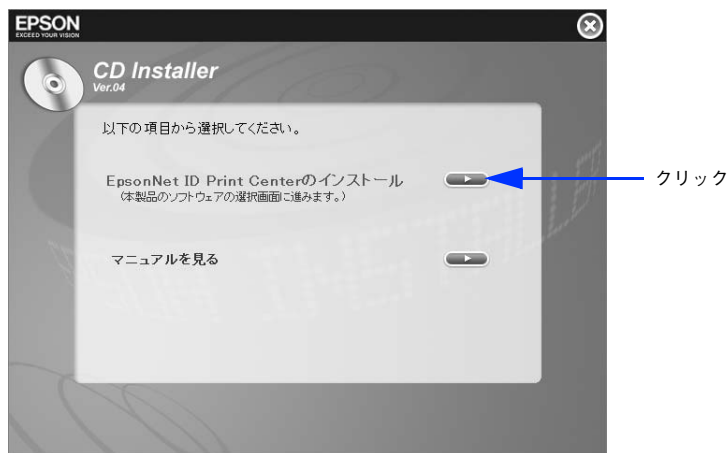 EPSON
EXCEED YOUR VISION
CD Installer
Ver.04
以下の項目から選択してください。
EpsonNet ID Print Centerのインストール
(本製品のソフトウェアの選択画面に進みます。)
クリック
マニュアルを見る